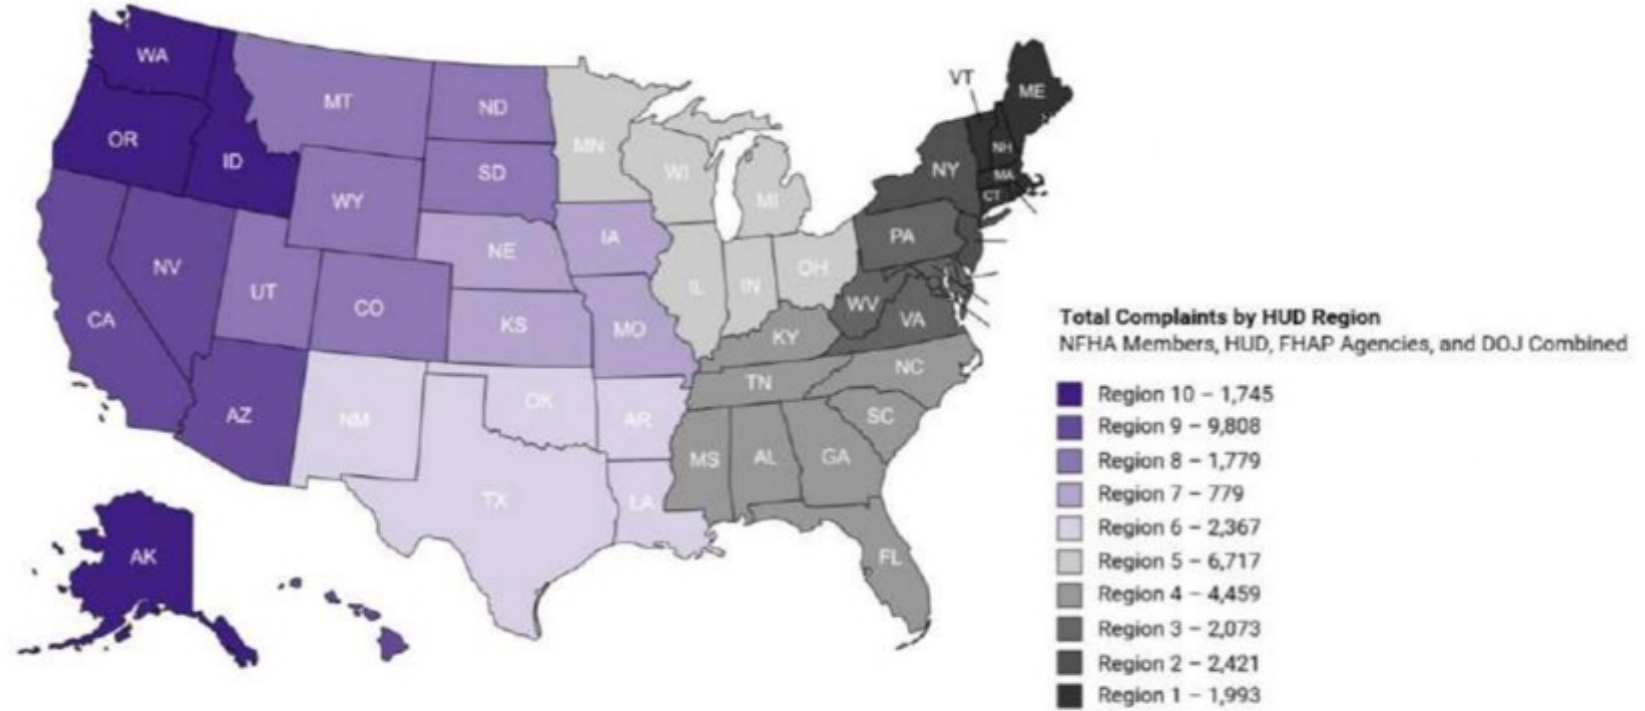 WA
VT
ME
MT
ND
OR
MN
ID
NH
SD
WI
NY
MA
WY
MI
CT
IA
PA
NE
NV
OH
UT
IL
IN
CO
WV
CA
KS
VA
MO
KY
NC
TN
OK
AZ
NM
AR
SC
MS
AL
GA
TX
LA
AK
FL
Total Complaints by HUD Region
NFHA Members, HUD, FHAP Agencies, and DOJ Combined
Region 10 – 1,745
Region 9 – 9,808
Region 8 – 1,779
Region 7 – 779
Region 6 – 2,367
Region 5 – 6,717
Region 4 – 4,459
Region 3 – 2,073
Region 2 – 2,421
Region 1 – 1,993